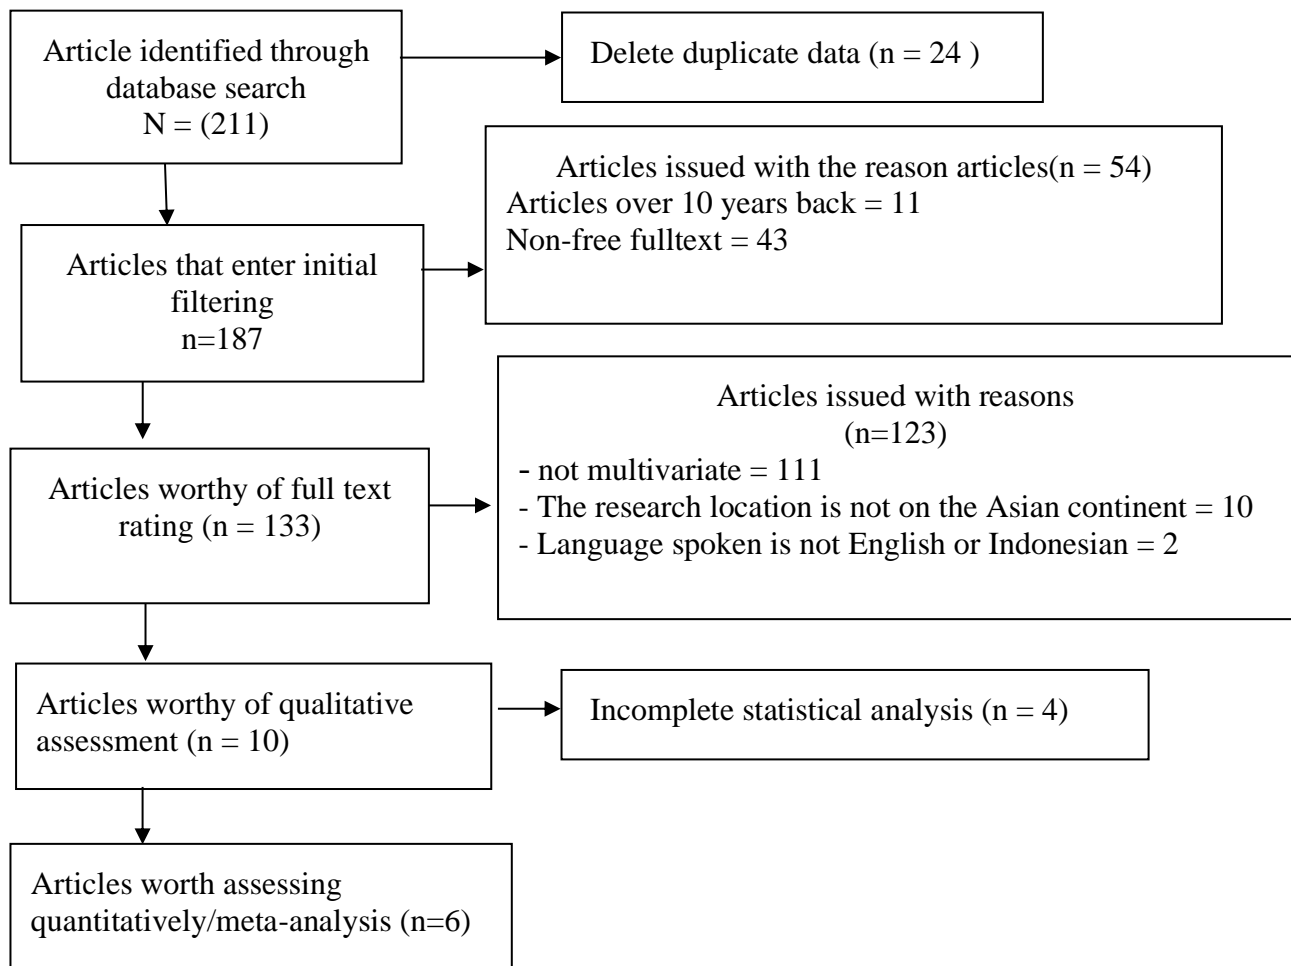 Article identified through
database search
N = (211)
Delete duplicate data (n = 24 )
Articles issued with the reason articles(n = 54)
Articles over 10 years back = 11
Non-free fulltext = 43
Articles that enter initial
filtering
n=187
Articles issued with reasons
(n=123)
- not multivariate = 111
- The research location is not on the Asian continent = 10
- Language spoken is not English or Indonesian = 2
Articles worthy of full text
rating (n = 133)
Articles worthy of qualitative
assessment (n = 10)
Incomplete statistical analysis (n = 4)
Articles worth assessing
quantitatively/meta-analysis (n=6)